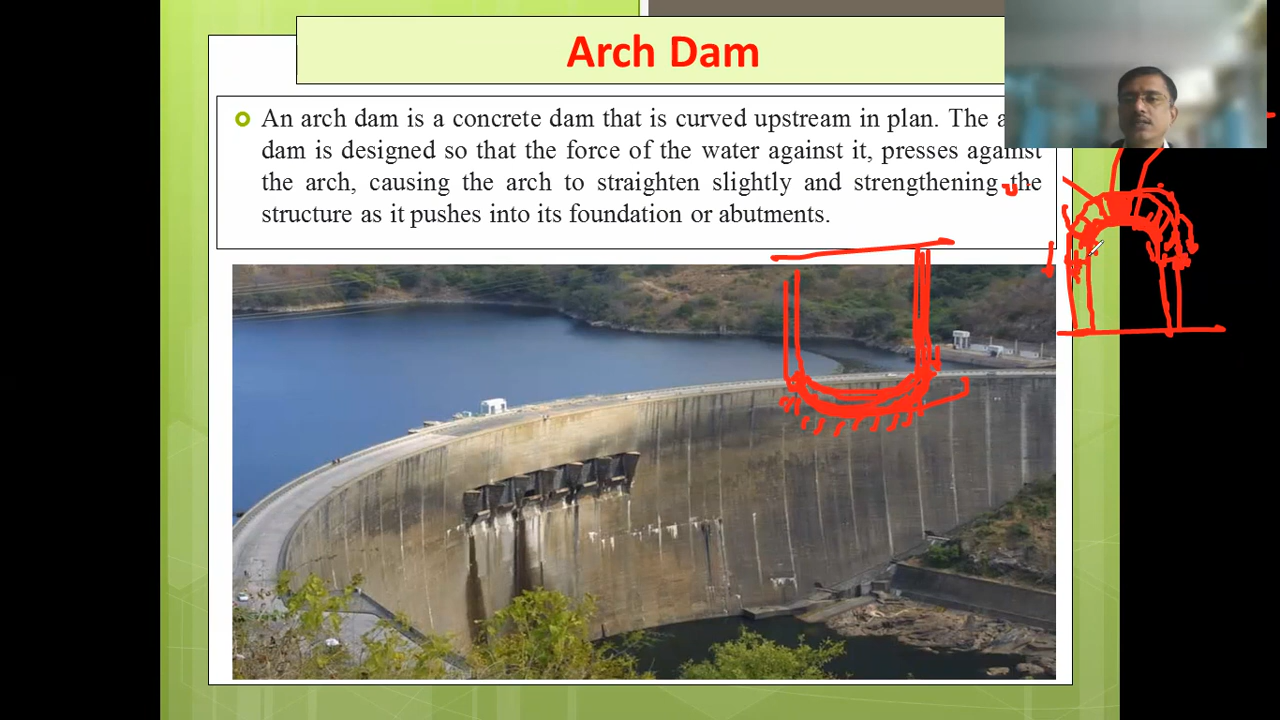 Arch Dam
An arch dam is a concrete dam that is curved upstream in plan. The
dam is designed so that the force of the water against it, presses against
the arch, causing the arch to straighten slightly and strengthening the
structure as it pushes into its foundation or abutments.